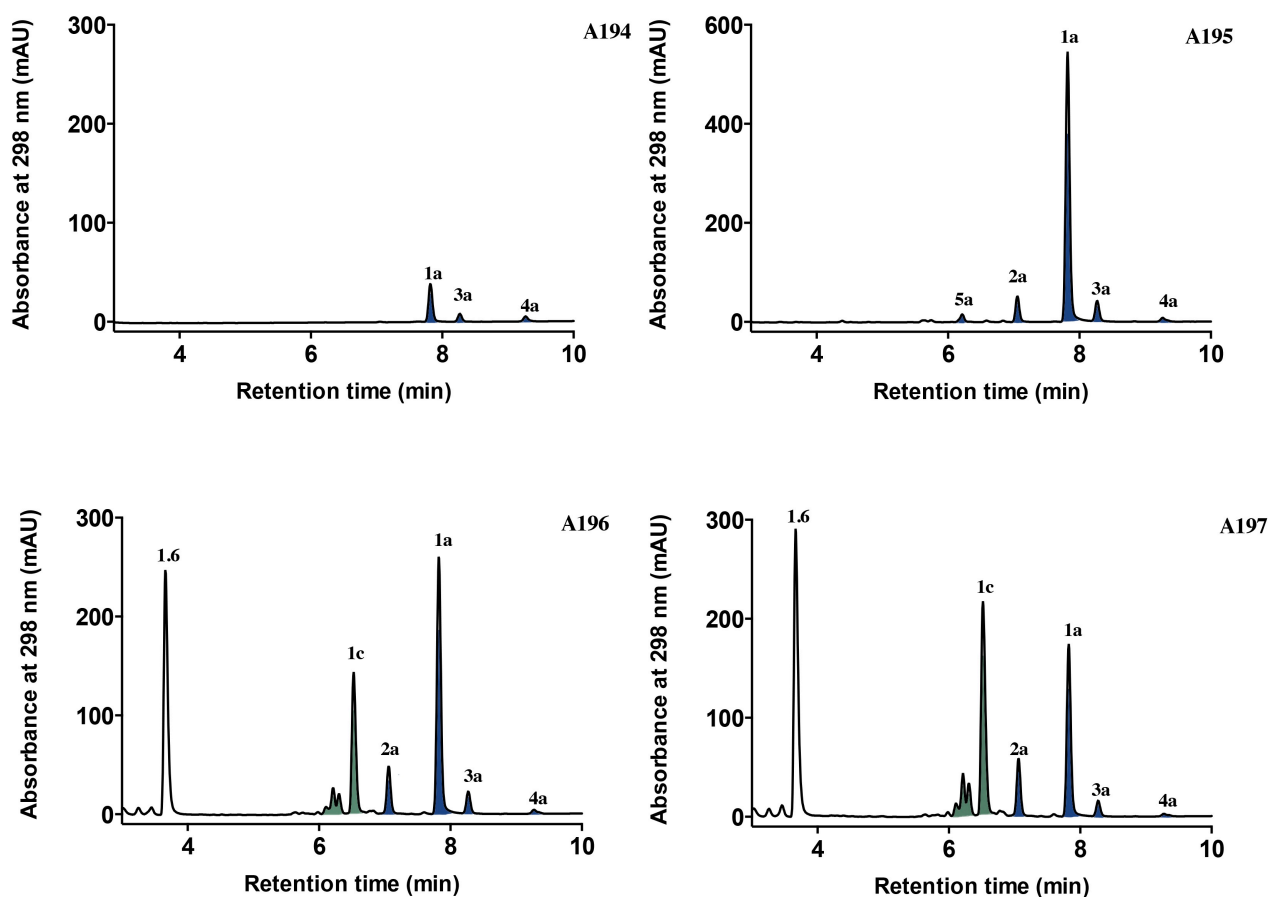 A194
Absorbance at 298 nm (mAU)
300
200
100
0
1a
3a
4a
4 6 8 10
Retention time (min)
A195
Absorbance at 298 nm (mAU)
600
400
200
0
5a
2a
1a
3a
4a
4 6 8 10
Retention time (min)
A196
Absorbance at 298 nm (mAU)
300
200
100
0
1.6
1c
2a
1a
3a
4a
4 6 8 10
Retention time (min)
A197
Absorbance at 298 nm (mAU)
300
200
100
0
1.6
1c
2a
1a
3a
4a
4 6 8 10
Retention time (min)